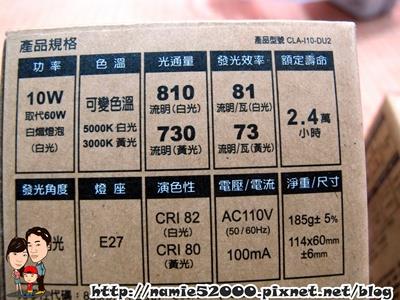 產品規格
產品型號 CLA-I10-DU2
功率 色溫 光通量 發光效率 額定壽命
10W
取代60W
白熾燈泡
(白光)
可變色溫
5000K 白光
3000K 黃光
810
流明(白光)
730
流明(黃光)
81
流明/瓦(白光)
73
流明/瓦(黃光)
2.4萬
小時
發光角度 燈座 演色性 電壓/電流 淨重/尺寸
光
E27
CRI 82
(白光)
CRI 80
(黃光)
AC110V
(50/60Hz)
100mA
185g± 5%
114x60mm
±6mm
代碼:
http://namie52000.pixnet.net/blog